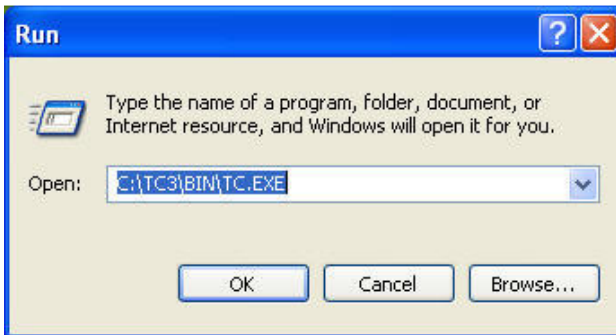 Run
Type the name of a program, folder, document, or
Internet resource, and Windows will open it for you.
Open: C:\TC3\BIN\TC.EXE
OK Cancel Browse...